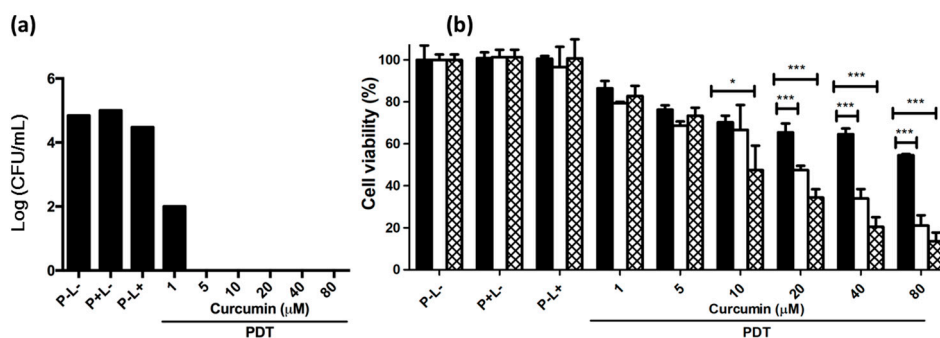 (a)
Log (CFU/mL)
6
4
2
0
P-L-
P+L-
P-L+
1
5
10
20
40
80
Curcumin (µM)
PDT
(b)
Cell viability (%)
100
80
60
40
20
0
*
***
***
***
***
***
***
P-L-
P+L-
P-L+
1
5
10
20
40
80
Curcumin (µM)
PDT